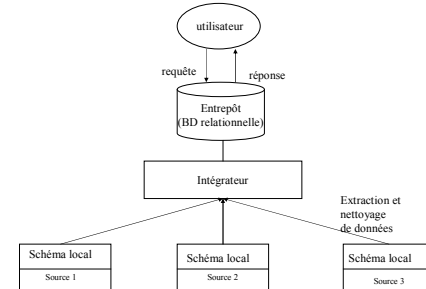 utilisateur
requête
réponse
Entrepôt
(BD relationnelle)
Intégrateur
Extraction et
nettoyage
de données
Schéma local
Source 1
Schéma local
Source 2
Schéma local
Source 3